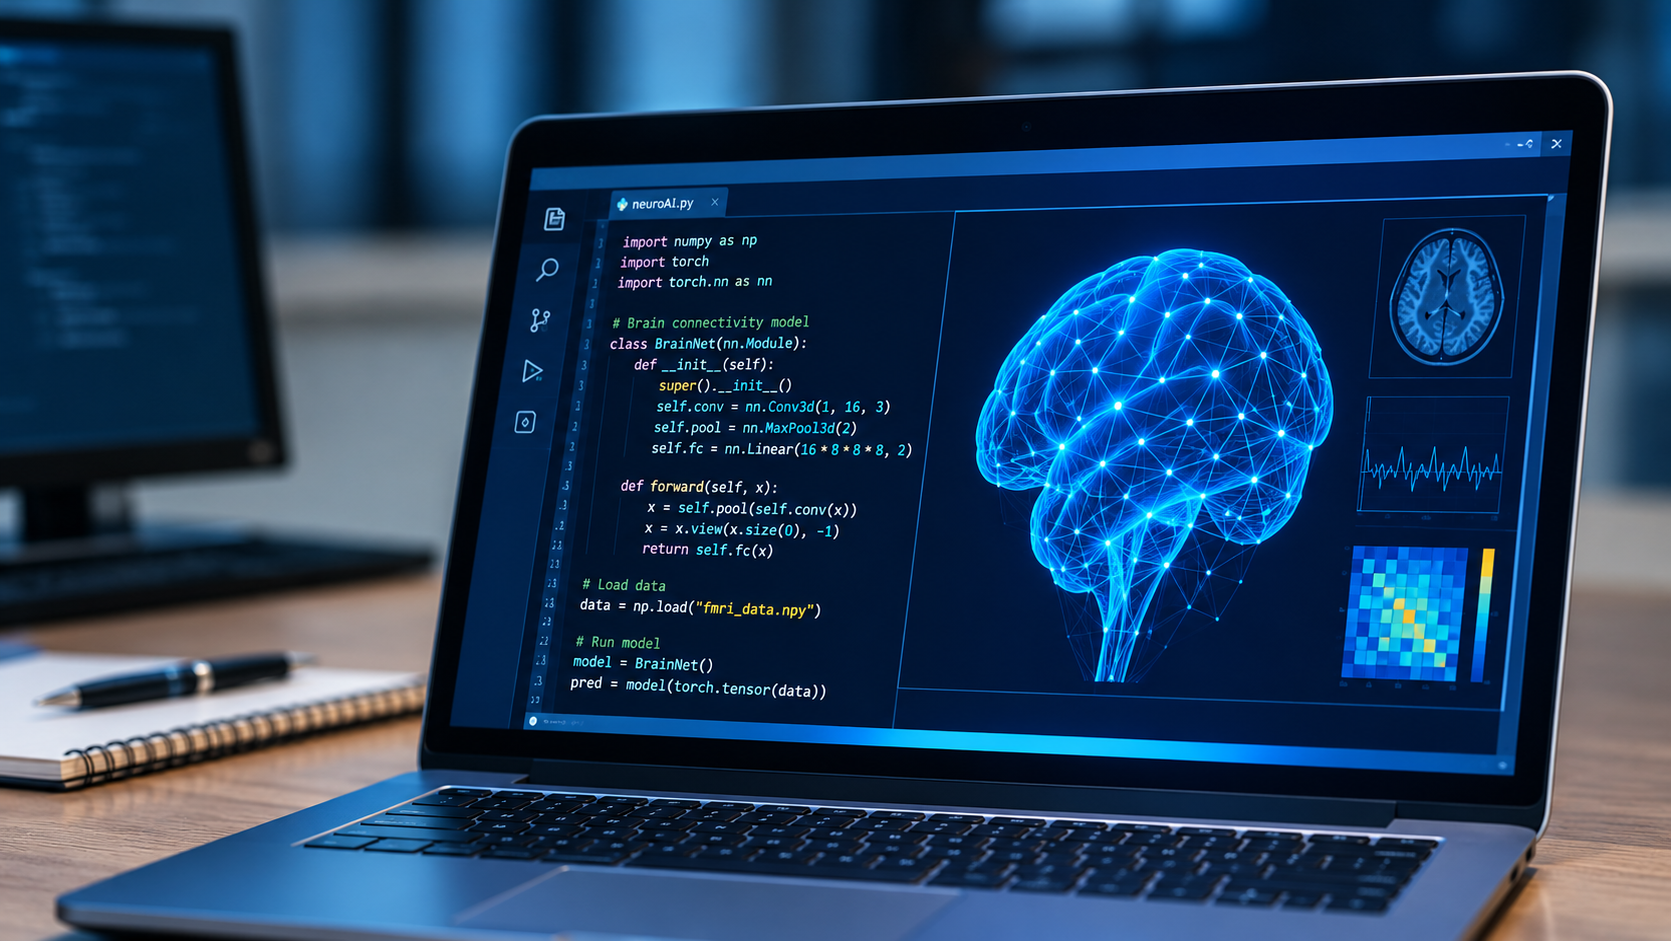 neuroAI.py
import numpy as np
import torch
import torch.nn as nn
# Brain connectivity model
class BrainNet(nn.Module):
def __init__(self):
super().__init__()
self.conv = nn.Conv3d(1, 16, 3)
self.pool = nn.MaxPool3d(2)
self.fc = nn.Linear(16*8*8*8, 2)
def forward(self, x):
x = self.pool(self.conv(x))
x = x.view(x.size(0), -1)
return self.fc(x)
# Load data
data = np.load("fmri_data.npy")
# Run model
model = BrainNet()
pred = model(torch.tensor(data))